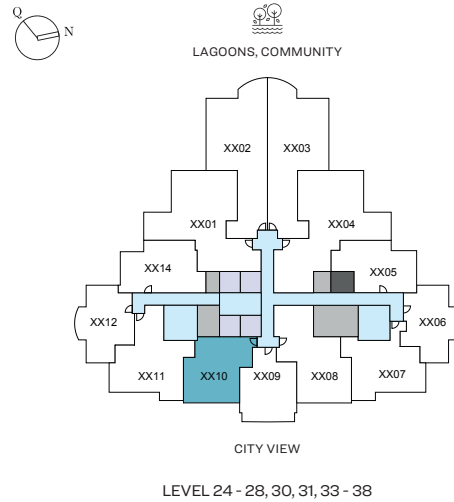 Q
N
LAGOONS, COMMUNITY
XX02 XX03
XX01 XX04
XX14 XX05
XX12 XX06
XX11 XX10 XX09 XX08 XX07
CITY VIEW
LEVEL 24 - 28, 30, 31, 33 - 38